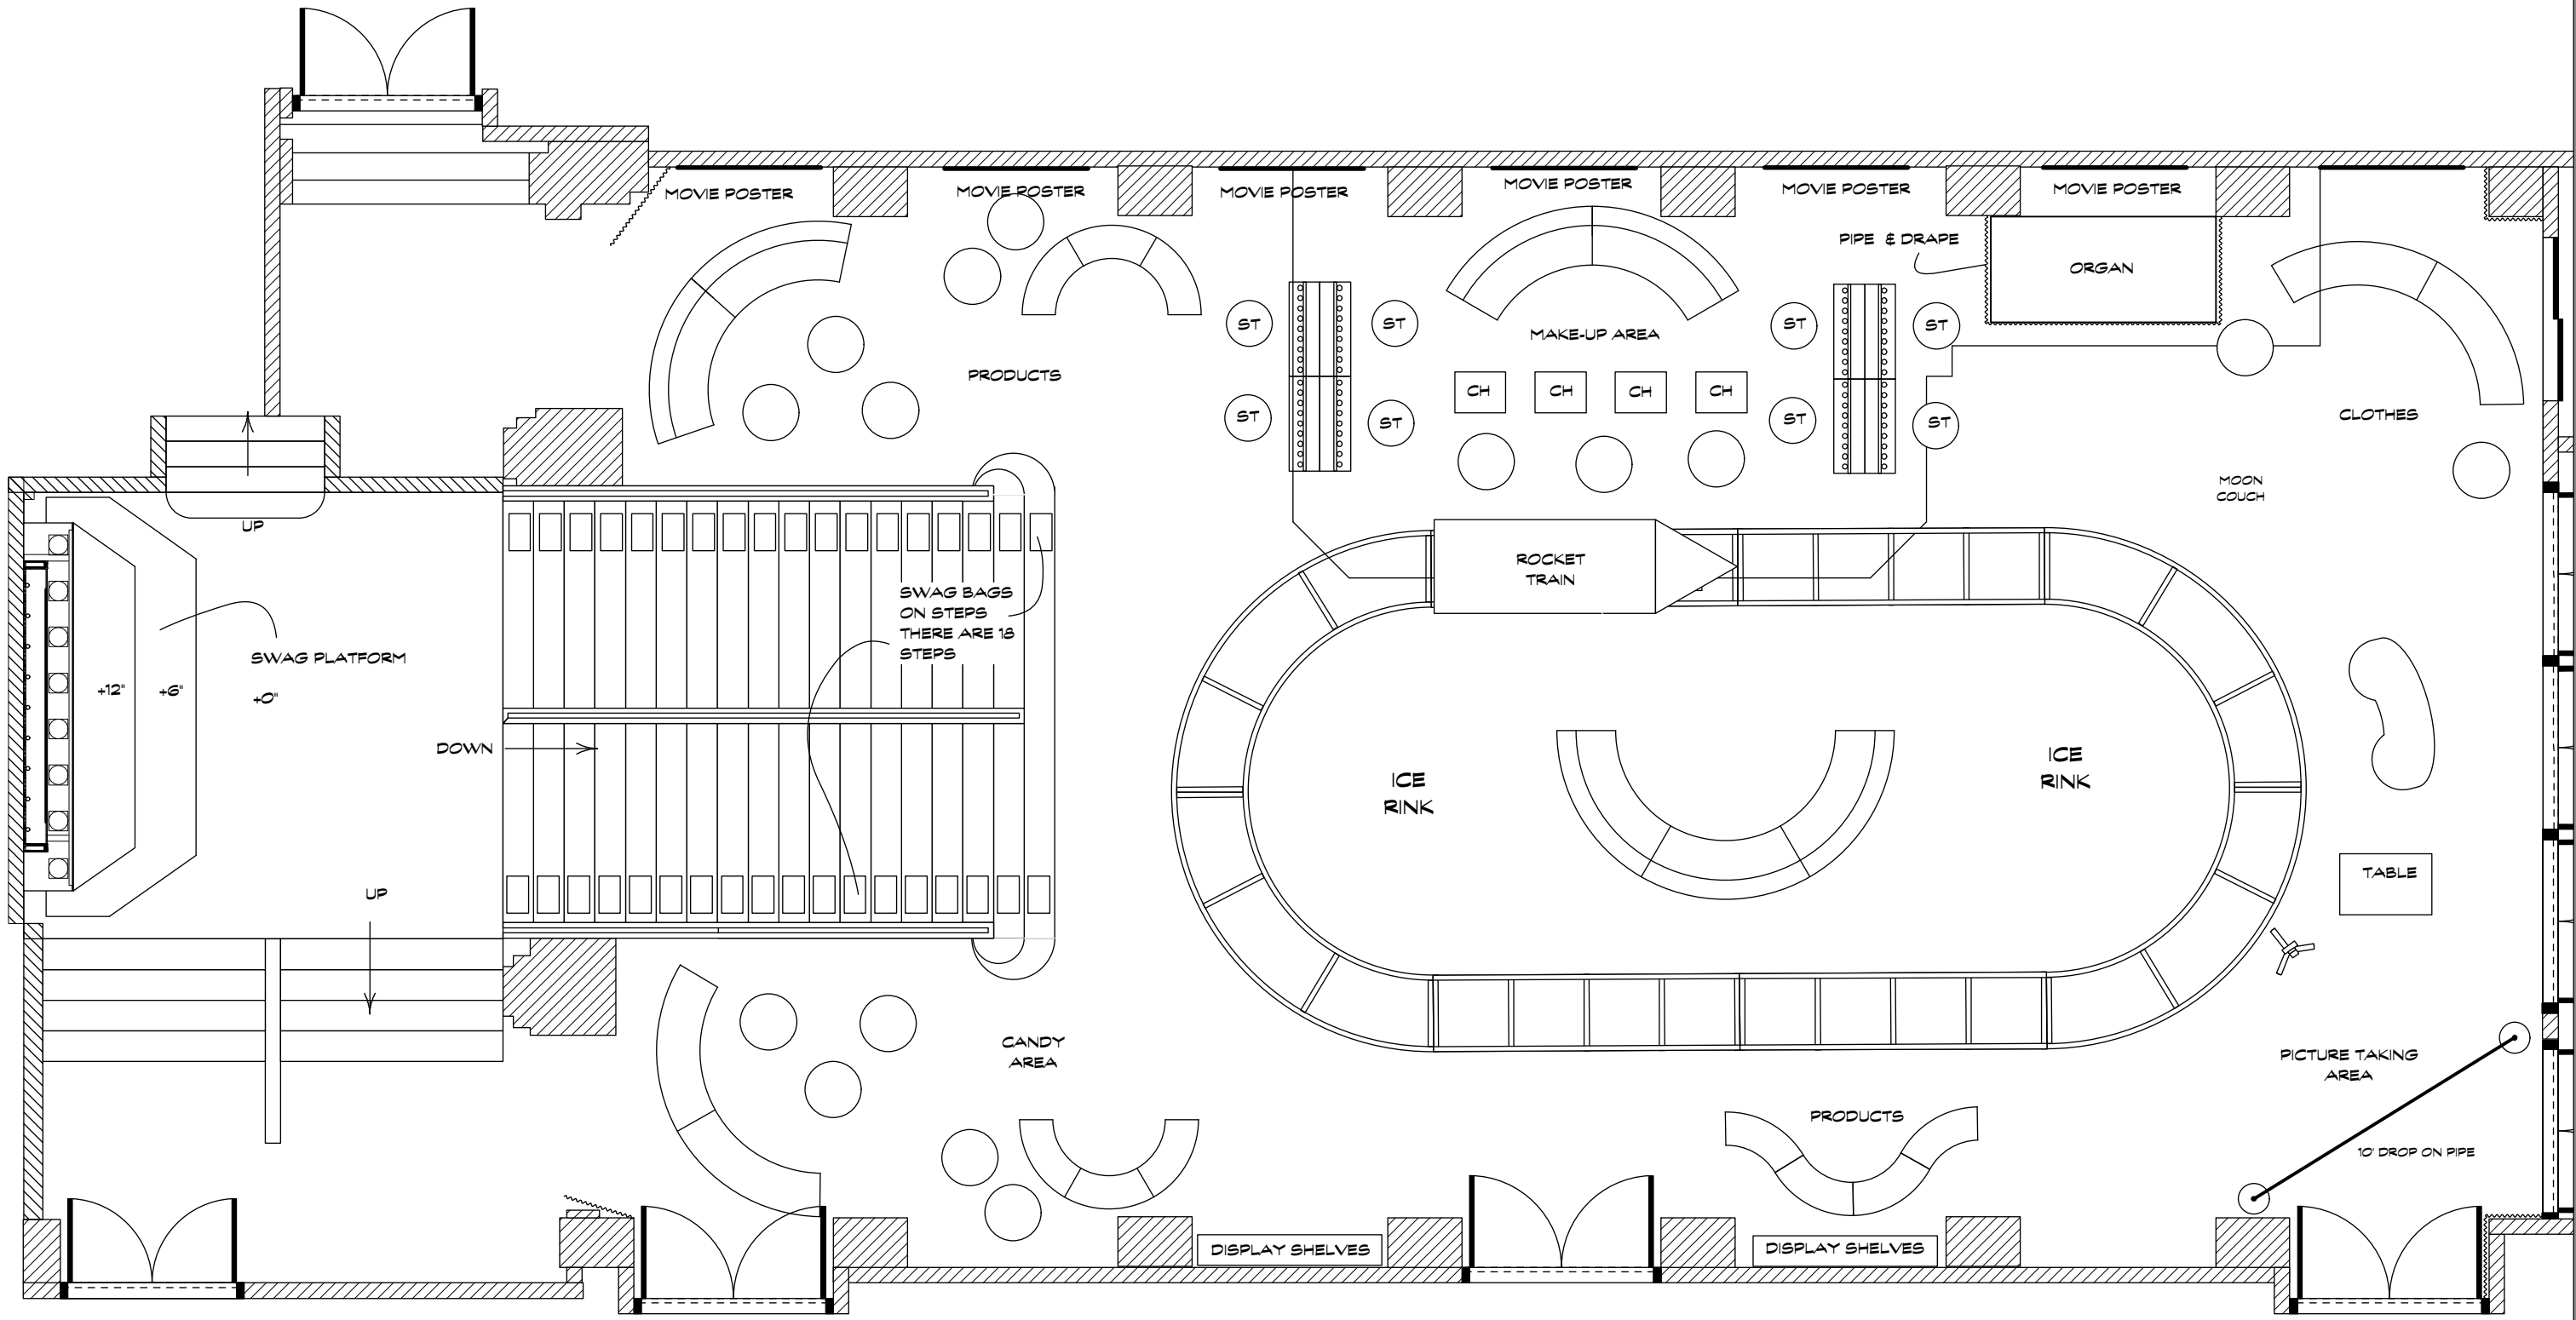 MOVIE POSTER
MOVIE POSTER
MOVIE POSTER
MOVIE POSTER
MOVIE POSTER
MOVIE POSTER
PIPE & DRAPE
ORGAN
ST
ST
ST
ST
MAKE-UP AREA
PRODUCTS
CH
CH
CH
CH
ST
ST
ST
ST
CLOTHES
MOON
COUCH
UP
ROCKET
TRAIN
SWAG BAGS
ON STEPS
THERE ARE 18
STEPS
SWAG PLATFORM
+12"
+6"
+0"
DOWN
ICE
RINK
ICE
RINK
TABLE
UP
CANDY
AREA
PICTURE TAKING
AREA
PRODUCTS
10' DROP ON PIPE
DISPLAY SHELVES
DISPLAY SHELVES